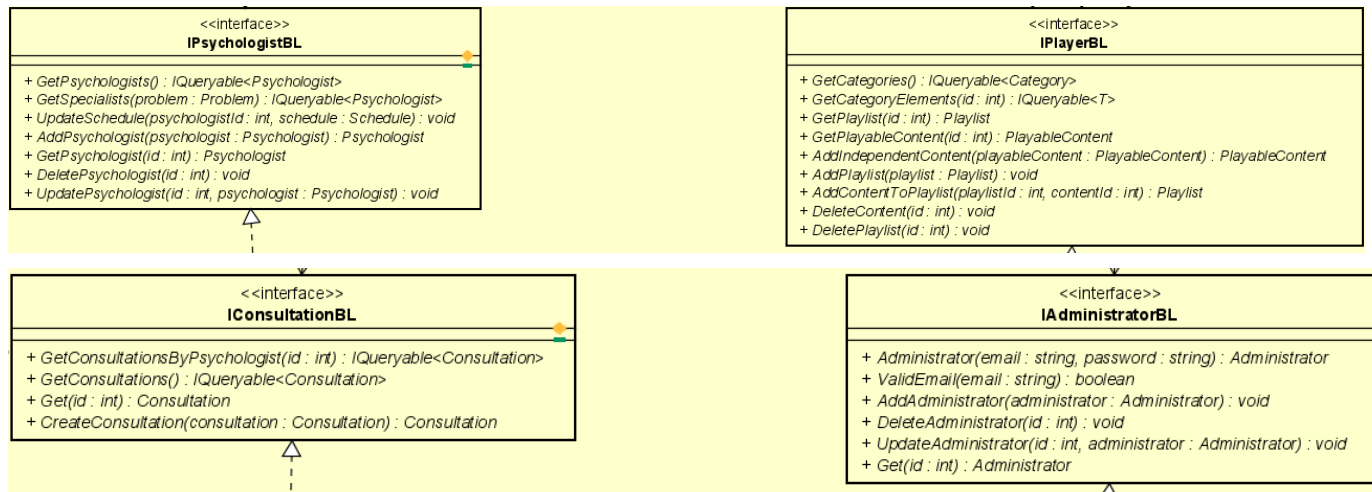 <<interface>>
IPsychologistBL
+ GetPsychologists() : IQueryable<Psychologist>
+ GetSpecialists(problem : Problem) : IQueryable<Psychologist>
+ UpdateSchedule(psychologistId : int, schedule : Schedule) : void
+ AddPsychologist(psychologist : Psychologist) : Psychologist
+ GetPsychologist(id : int) : Psychologist
+ DeletePsychologist(id : int) : void
+ UpdatePsychologist(id : int, psychologist : Psychologist) : void
<<interface>>
IPlayerBL
+ GetCategories() : IQueryable<Category>
+ GetCategoryElements(id : int) : IQueryable<T>
+ GetPlaylist(id : int) : Playlist
+ GetPlayableContent(id : int) : PlayableContent
+ AddIndependentContent(playableContent : PlayableContent) : PlayableContent
+ AddPlaylist(playlist : Playlist) : void
+ AddContentToPlaylist(playlistId : int, contentId : int) : Playlist
+ DeleteContent(id : int) : void
+ DeletePlaylist(id : int) : void
<<interface>>
IConsultationBL
+ GetConsultationsByPsychologist(id : int) : IQueryable<Consultation>
+ GetConsultations() : IQueryable<Consultation>
+ Get(id : int) : Consultation
+ CreateConsultation(consultation : Consultation) : Consultation
<<interface>>
IAdministratorBL
+ Administrator(email : string, password : string) : Administrator
+ ValidEmail(email : string) : boolean
+ AddAdministrator(administrator : Administrator) : void
+ DeleteAdministrator(id : int) : void
+ UpdateAdministrator(id : int, administrator : Administrator) : void
+ Get(id : int) : Administrator